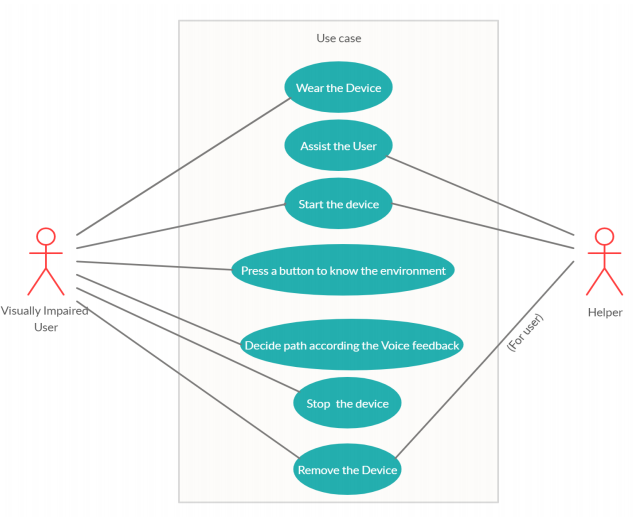 Use case
Wear the Device
Assist the User
Start the device
Press a button to know the environment
Visually Impaired
User
Helper
(For user)
Decide path according the Voice feedback
Stop the device
Remove the Device